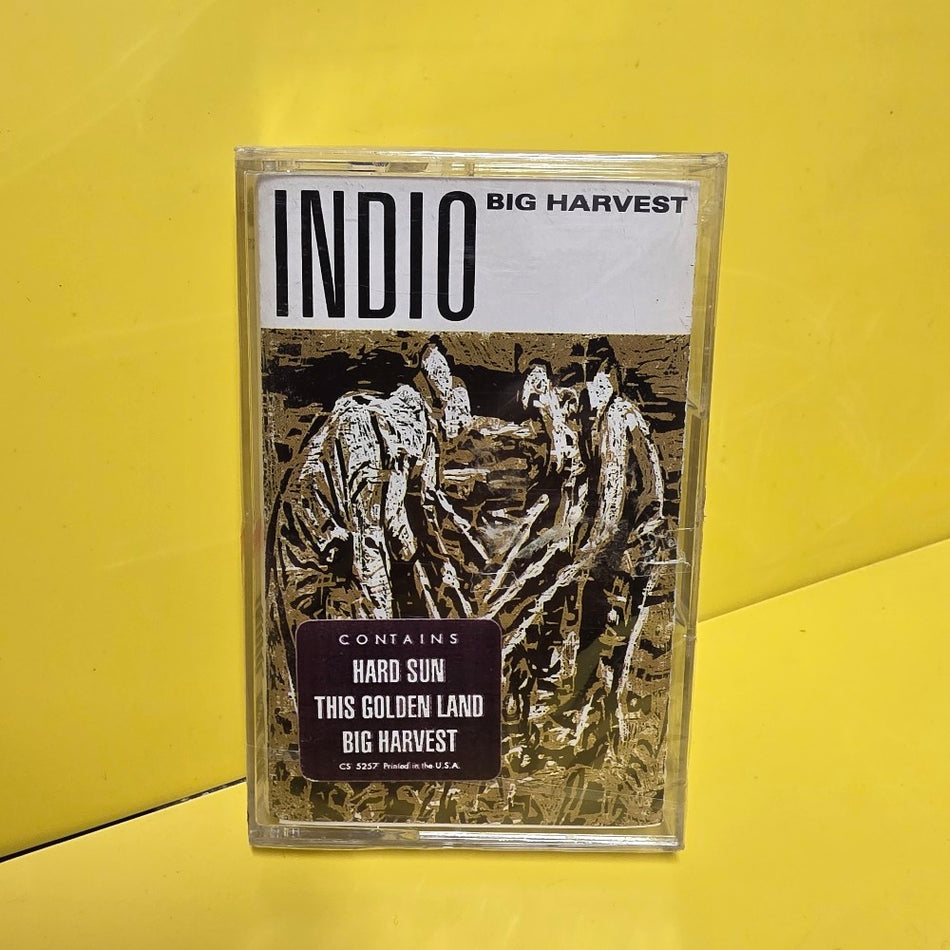 INDIO
BIG HARVEST
CONTAINS
HARD SUN
THIS GOLDEN LAND
BIG HARVEST
CS 5257 Printed in the U.S.A.